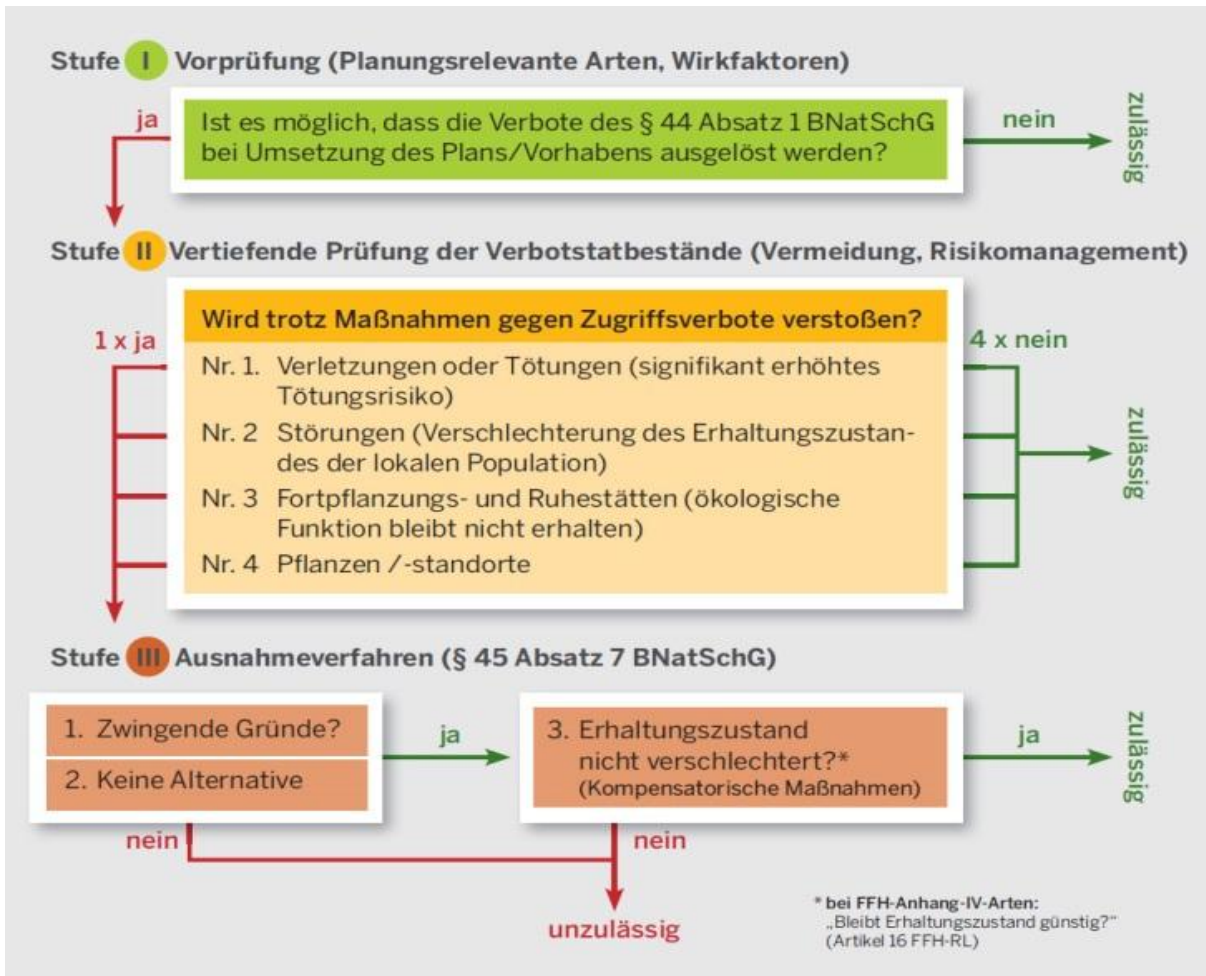 Stufe I Vorprüfung (Planungsrelevante Arten, Wirkfaktoren)
ja
Ist es möglich, dass die Verbote des § 44 Absatz 1 BNatSchG
bei Umsetzung des Plans/Vorhabens ausgelöst werden?
nein
zulässig
Stufe II Vertiefende Prüfung der Verbotstatbestände (Vermeidung, Risikomanagement)
1 x ja
Wird trotz Maßnahmen gegen Zugriffsverbote verstoßen?
4 x nein
Nr. 1. Verletzungen oder Tötungen (signifikant erhöhtes
Tötungsrisiko)
Nr. 2 Störungen (Verschlechterung des Erhaltungszustan-
des der lokalen Population)
Nr. 3 Fortpflanzungs- und Ruhestätten (ökologische
Funktion bleibt nicht erhalten)
Nr. 4 Pflanzen /-standorte
zulässig
Stufe III Ausnahmeverfahren (§ 45 Absatz 7 BNatSchG)
1. Zwingende Gründe?
2. Keine Alternative
ja
3. Erhaltungszustand
nicht verschlechtert?*
(Kompensatorische Maßnahmen)
ja
zulässig
nein
nein
unzulässig
* bei FFH-Anhang-IV-Arten:
„Bleibt Erhaltungszustand günstig?“
(Artikel 16 FFH-RL)